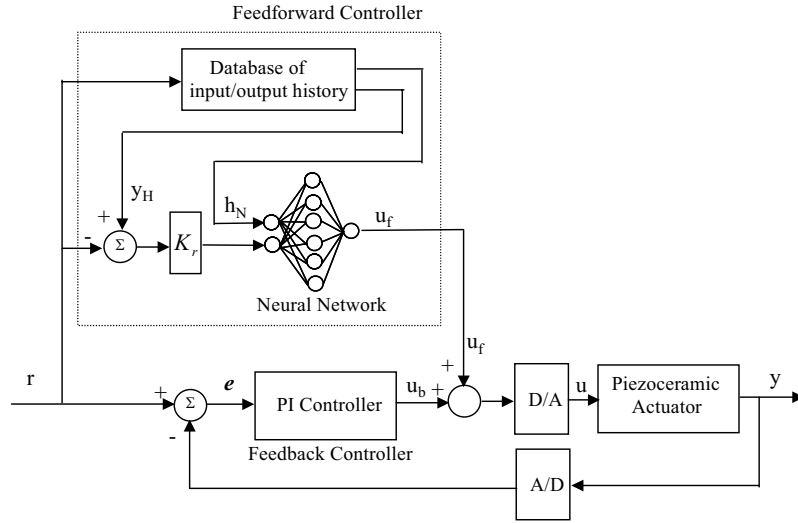 Feedforward Controller
Database of
input/output history
y_H
+
-
Σ
K_r
h_N
u_f
Neural Network
u_f
r
+
Σ
-
e
PI Controller
u_b
+
+
D/A
u
Piezoceramic
Actuator
y
Feedback Controller
A/D